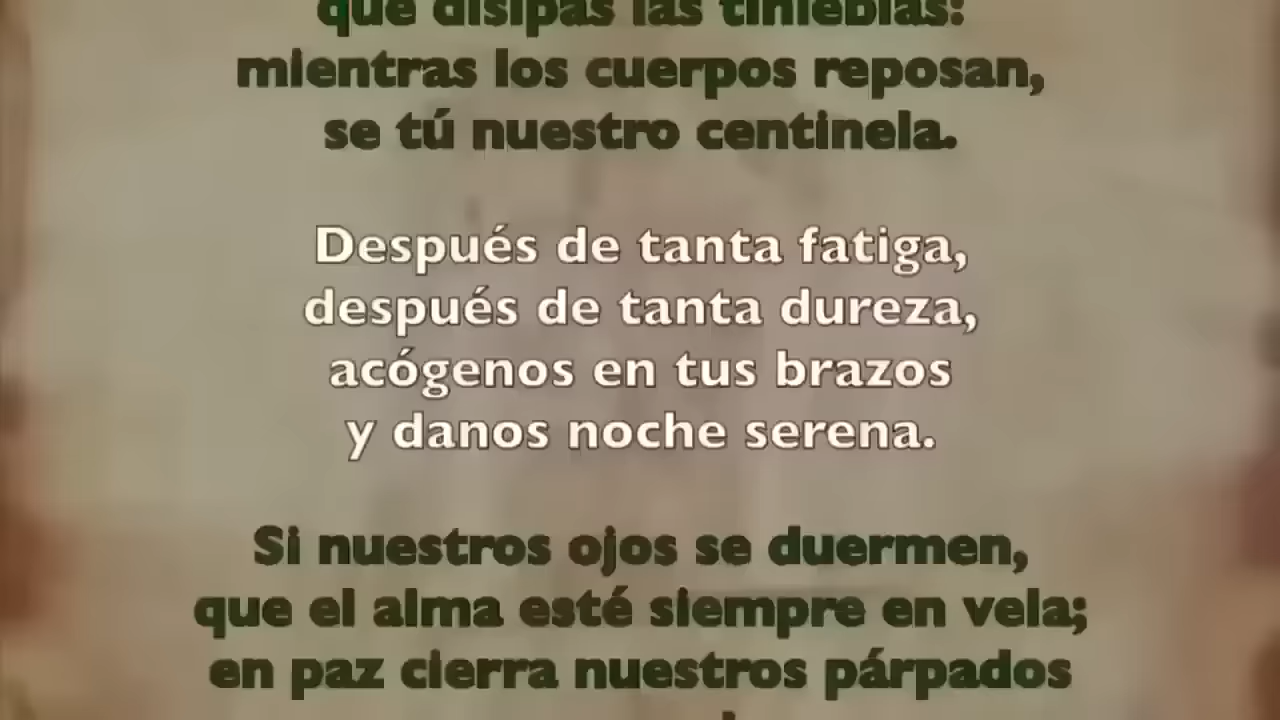 que disipas las tinieblas:
mientras los cuerpos reposan,
se tú nuestro centinela.
Después de tanta fatiga,
después de tanta dureza,
acógenos en tus brazos
y danos noche serena.
Si nuestros ojos se duermen,
que el alma esté siempre en vela;
en paz cierra nuestros párpados